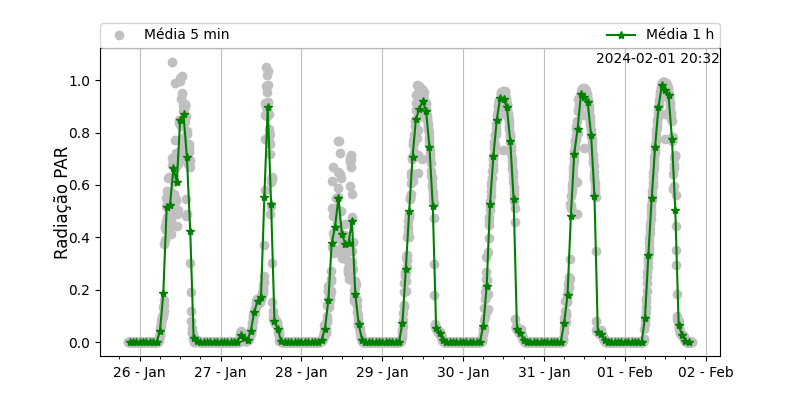 Média 5 min
Média 1 h
2024-02-01 20:32
Radiação PAR
1.0
0.8
0.6
0.4
0.2
0.0
26 - Jan
27 - Jan
28 - Jan
29 - Jan
30 - Jan
31 - Jan
01 - Feb
02 - Feb